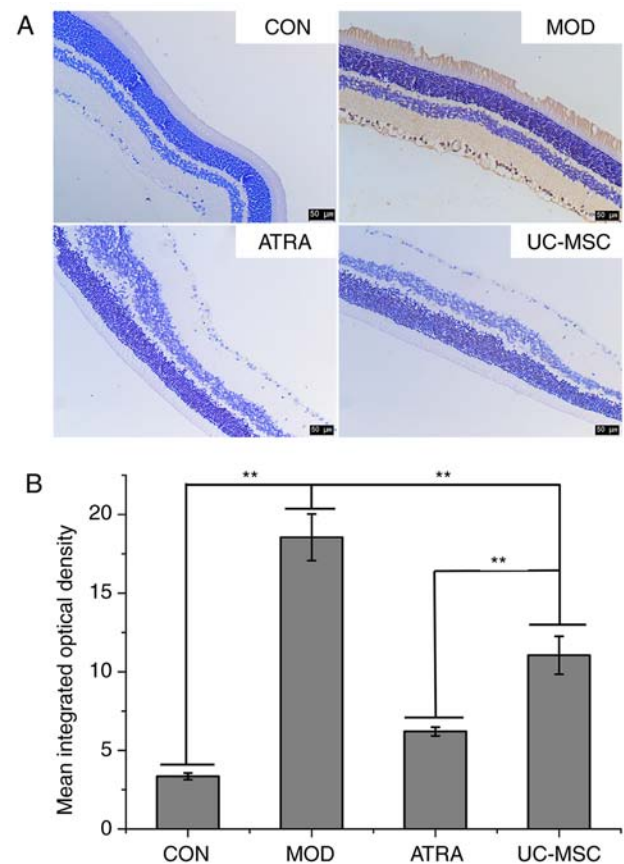 A
CON
MOD
50 µm
50 µm
ATRA
UC-MSC
50 µm
50 µm
B
**
**
**
Mean integrated optical density
20
15
10
5
0
CON
MOD
ATRA
UC-MSC